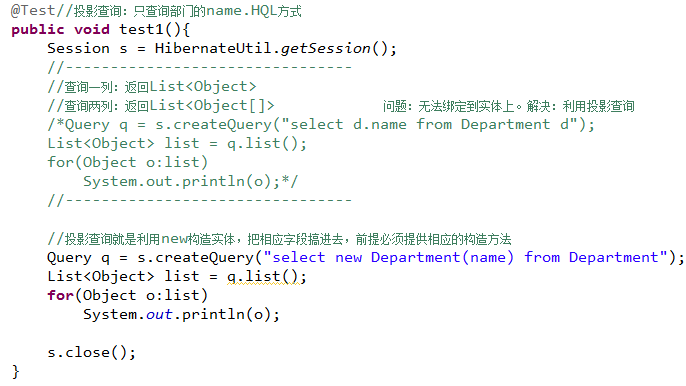 @Test//投影查询：只查询部门的name.HQL方式
public void test1(){
    Session s = HibernateUtil.getSession();
    //--------------------------------
    //查询一列：返回List<Object>
    //查询两列：返回List<Object[]>            问题：无法绑定到实体上。解决：利用投影查询
    /*Query q = s.createQuery("select d.name from Department d");
    List<Object> list = q.list();
    for(Object o:list)
        System.out.println(o);*/
    //--------------------------------

    //投影查询就是利用new构造实体，把相应字段搞进去，前提必须提供相应的构造方法
    Query q = s.createQuery("select new Department(name) from Department");
    List<Object> list = q.list();
    for(Object o:list)
        System.out.println(o);

    s.close();
}